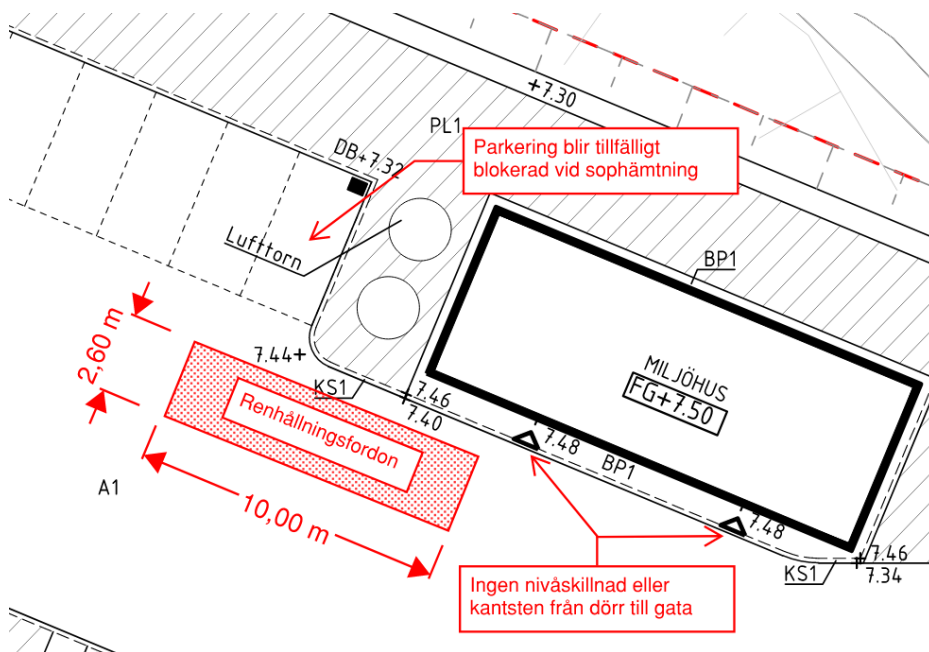 +7.30
PL1
Parkering blir tillfälligt
blokerad vid sophämtning
DB+7.32
Lufttorn
BP1
2,60 m
7.44+
KS1
7.46
7.40
MILJÖHUS
FG+7.50
Renhållningsfordon
7.48
BP1
7.48
A1
10,00 m
7.46
7.34
KS1
Ingen nivåskillnad eller
kantsten från dörr till gata